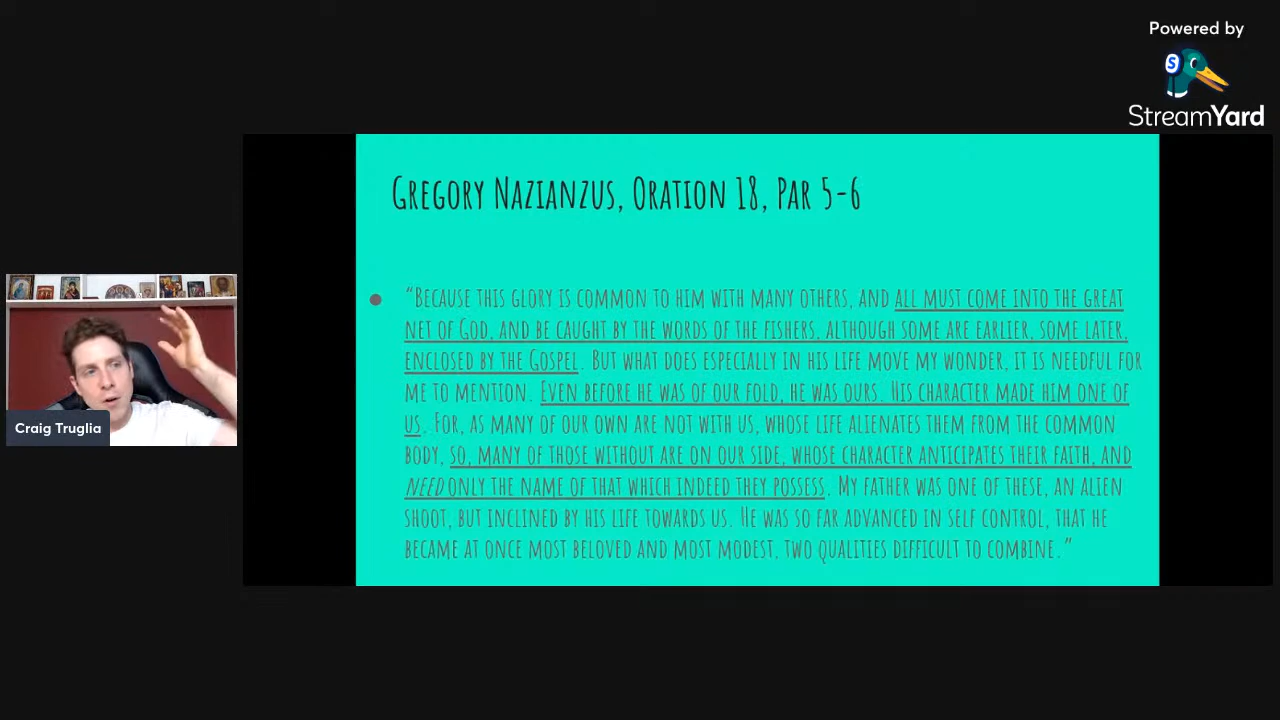 Powered by
StreamYard
GREGORY NAZIANZUS, ORATION 18, PAR 5-6
"BECAUSE THIS GLORY IS COMMON TO HIM WITH MANY OTHERS, AND ALL MUST COME INTO THE GREAT
NET OF GOD, AND BE CAUGHT BY THE WORDS OF THE FISHERS, ALTHOUGH SOME ARE EARLIER, SOME LATER,
ENCLOSED BY THE GOSPEL. BUT WHAT DOES ESPECIALLY IN HIS LIFE MOVE MY WONDER, IT IS NEEDFUL FOR
ME TO MENTION. EVEN BEFORE HE WAS OF OUR FOLD, HE WAS OURS. HIS CHARACTER MADE HIM ONE OF
US. FOR, AS MANY OF OUR OWN ARE NOT WITH US, WHOSE LIFE ALIENATES THEM FROM THE COMMON
BODY, SO, MANY OF THOSE WITHOUT ARE ON OUR SIDE, WHOSE CHARACTER ANTICIPATES THEIR FAITH, AND
NEED ONLY THE NAME OF THAT WHICH INDEED THEY POSSESS. MY FATHER WAS ONE OF THESE, AN ALIEN
SHOOT, BUT INCLINED BY HIS LIFE TOWARDS US. HE WAS SO FAR ADVANCED IN SELF CONTROL, THAT HE
BECAME AT ONCE MOST BELOVED AND MOST MODEST, TWO QUALITIES DIFFICULT TO COMBINE."
Craig Truglia